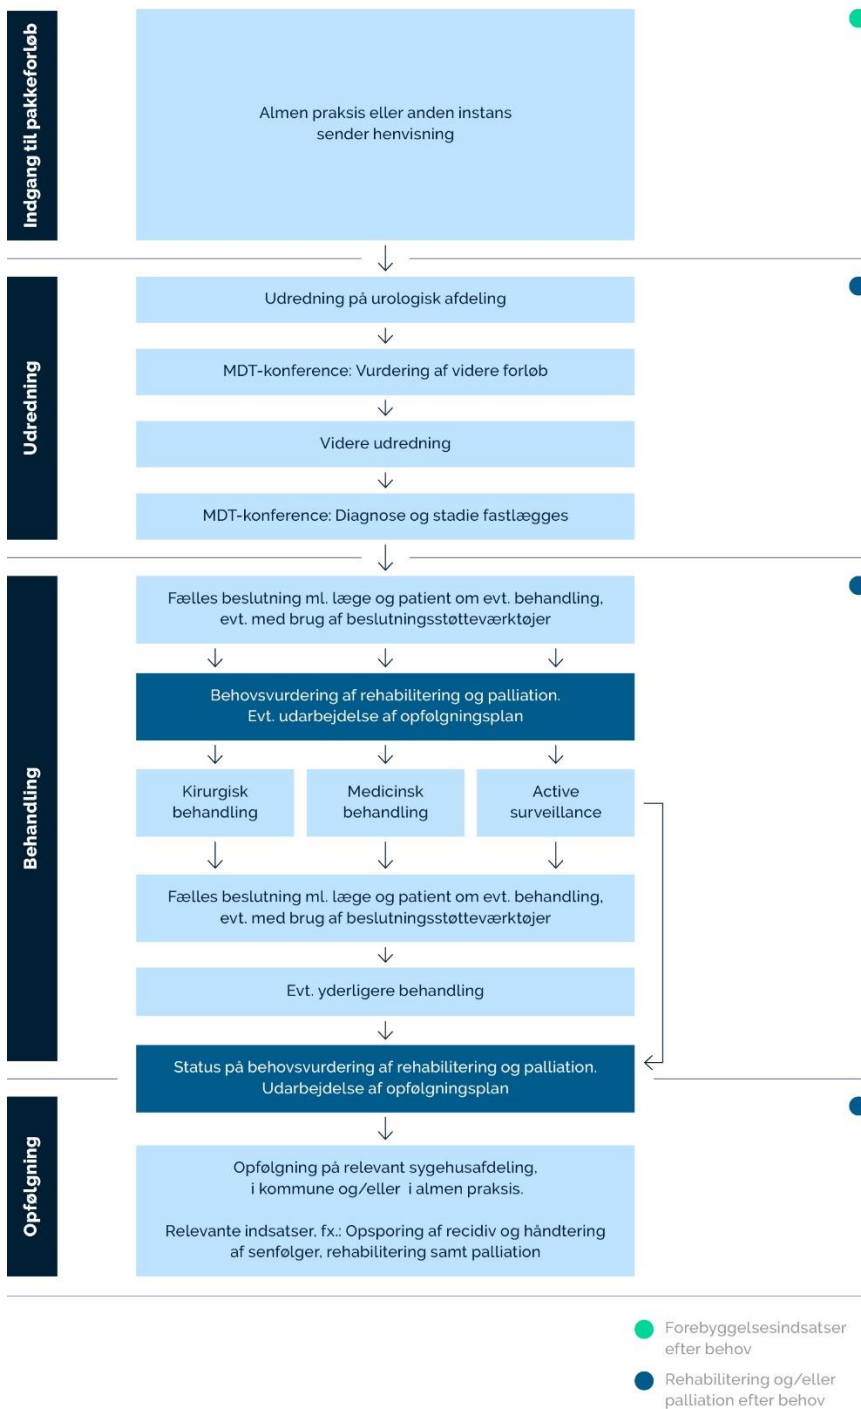 Indgang til pakkeforløb
Almen praksis eller anden instans
sender henvisning
Udredning
Udredning på urologisk afdeling
MDT-konference: Vurdering af videre forløb
Videre udredning
MDT-konference: Diagnose og stadie fastlægges
Behandling
Fælles beslutning ml. læge og patient om evt. behandling,
evt. med brug af beslutningsstøtteværktøjer
Behovsvurdering af rehabilitering og palliation.
Evt. udarbejdelse af opfølgningsplan
Kirurgisk
behandling
Medicinsk
behandling
Active
surveillance
Fælles beslutning ml. læge og patient om evt. behandling,
evt. med brug af beslutningsstøtteværktøjer
Evt. yderligere behandling
Status på behovsvurdering af rehabilitering og palliation.
Udarbejdelse af opfølgningsplan
Opfølgning
Opfølgning på relevant sygehusafdeling,
i kommune og/eller i almen praksis.
Relevante indsatser, fx.: Opsporing af recidiv og håndtering
af senfølger, rehabilitering samt palliation
Forebyggelsesindsatser
efter behov
Rehabilitering og/eller
palliation efter behov